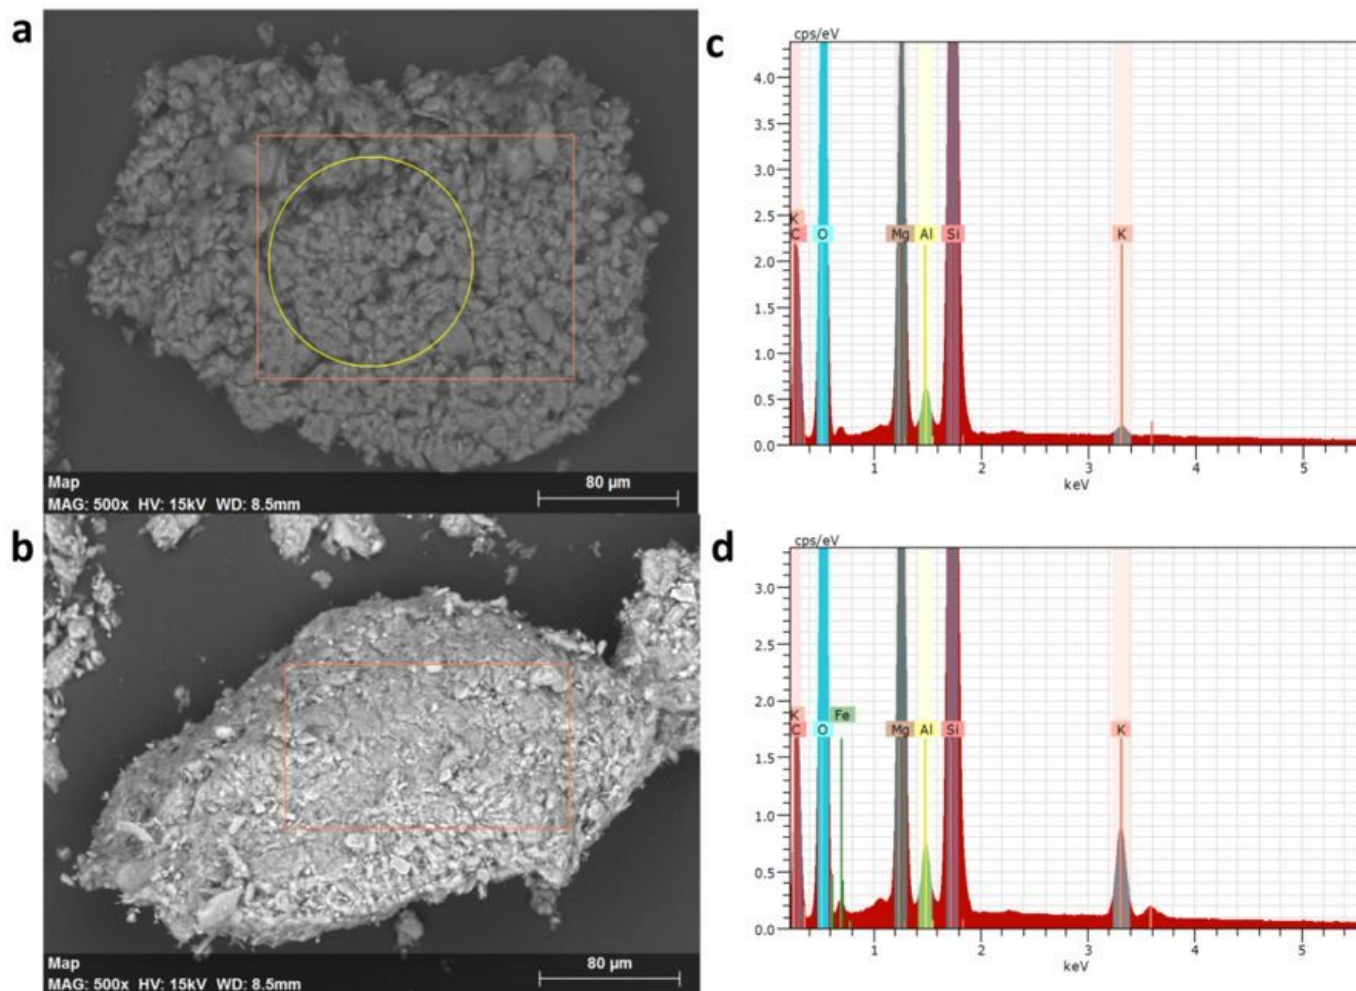 a
Map
MAG: 500x HV: 15kV WD: 8.5mm
80 µm
c
cps/eV
4.0
3.5
3.0
2.5
2.0
1.5
1.0
0.5
0.0
K
C O Mg Al Si K
1 2 3 4 5
keV
b
Map
MAG: 500x HV: 15kV WD: 8.5mm
80 µm
d
cps/eV
3.0
2.5
2.0
1.5
1.0
0.5
0.0
K Fe
C O Mg Al Si K
1 2 3 4 5
keV